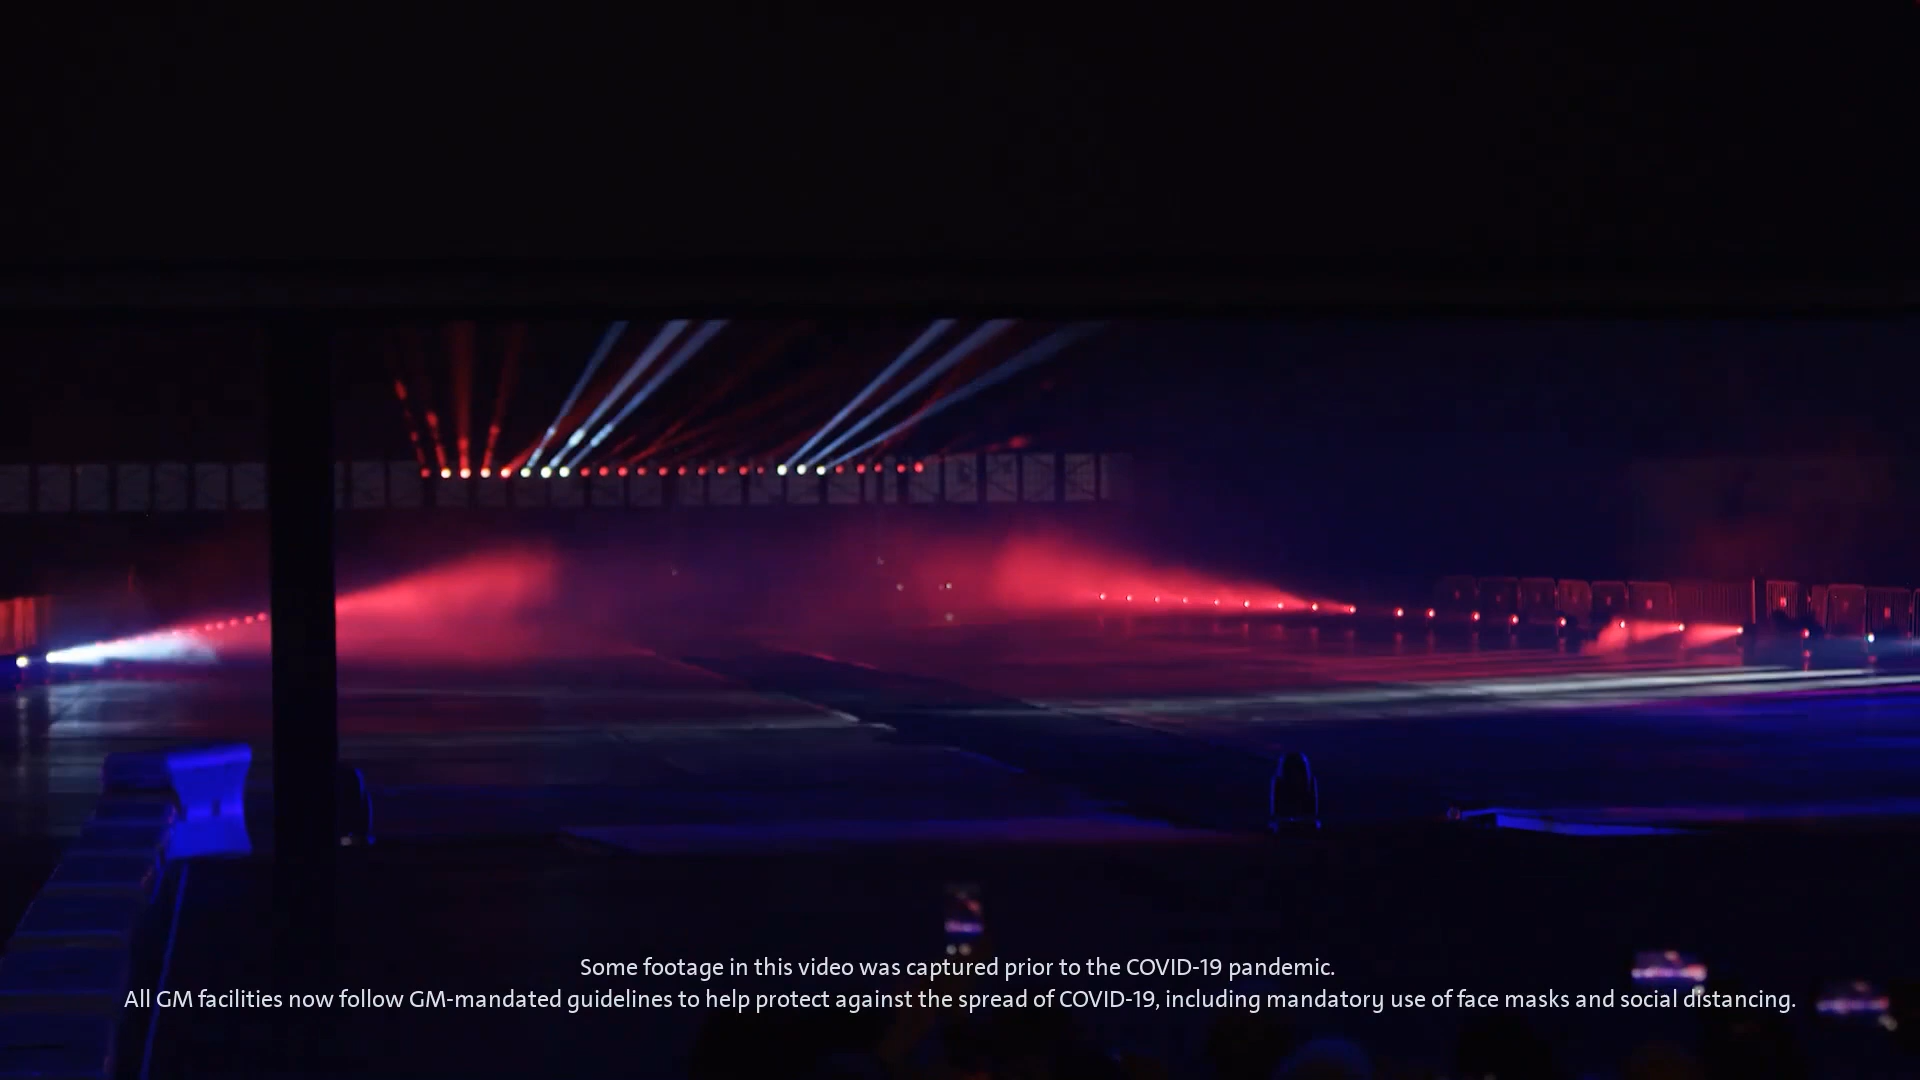 Some footage in this video was captured prior to the COVID-19 pandemic.
All GM facilities now follow GM-mandated guidelines to help protect against the spread of COVID-19, including mandatory use of face masks and social distancing.